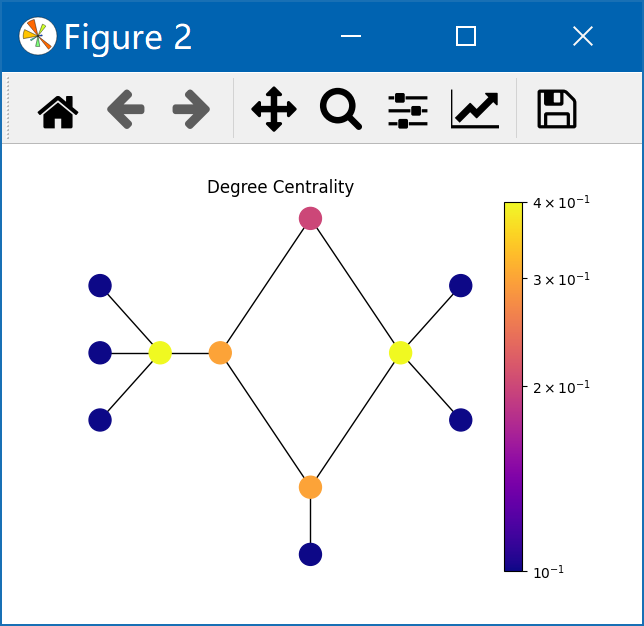 Figure 2
Degree Centrality
4 × 10⁻¹
3 × 10⁻¹
2 × 10⁻¹
10⁻¹